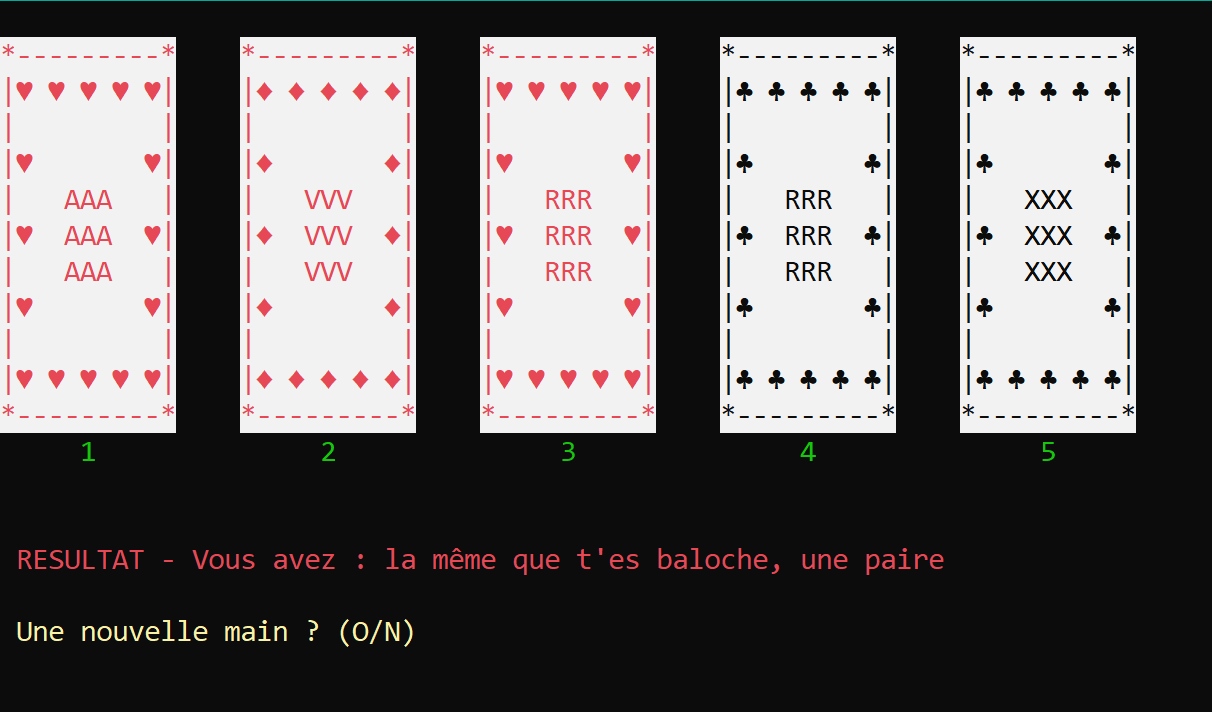 *---------* *---------* *---------* *---------* *---------*
|♥ ♥ ♥ ♥ ♥| |♦ ♦ ♦ ♦ ♦| |♥ ♥ ♥ ♥ ♥| |♣ ♣ ♣ ♣ ♣| |♣ ♣ ♣ ♣ ♣|
|         | |         | |         | |         | |         |
|♥       ♥| |♦       ♦| |♥       ♥| |♣       ♣| |♣       ♣|
|   AAA   | |   VVV   | |   RRR   | |   RRR   | |   XXX   |
|♥  AAA  ♥| |♦  VVV  ♦| |♥  RRR  ♥| |♣  RRR  ♣| |♣  XXX  ♣|
|   AAA   | |   VVV   | |   RRR   | |   RRR   | |   XXX   |
|♥       ♥| |♦       ♦| |♥       ♥| |♣       ♣| |♣       ♣|
|         | |         | |         | |         | |         |
|♥ ♥ ♥ ♥ ♥| |♦ ♦ ♦ ♦ ♦| |♥ ♥ ♥ ♥ ♥| |♣ ♣ ♣ ♣ ♣| |♣ ♣ ♣ ♣ ♣|
*---------* *---------* *---------* *---------* *---------*
1 2 3 4 5
RESULTAT - Vous avez : la même que t'es baloche, une paire
Une nouvelle main ? (O/N)